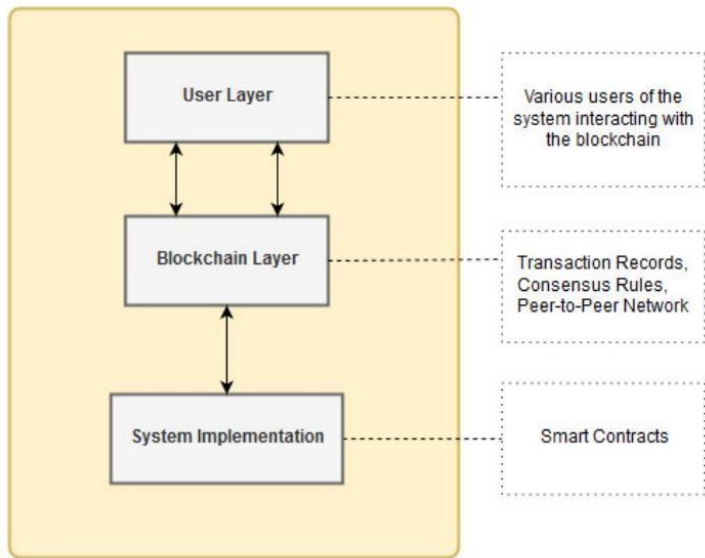 User Layer
Various users of the
system interacting with
the blockchain
Blockchain Layer
Transaction Records,
Consensus Rules,
Peer-to-Peer Network
System Implementation
Smart Contracts